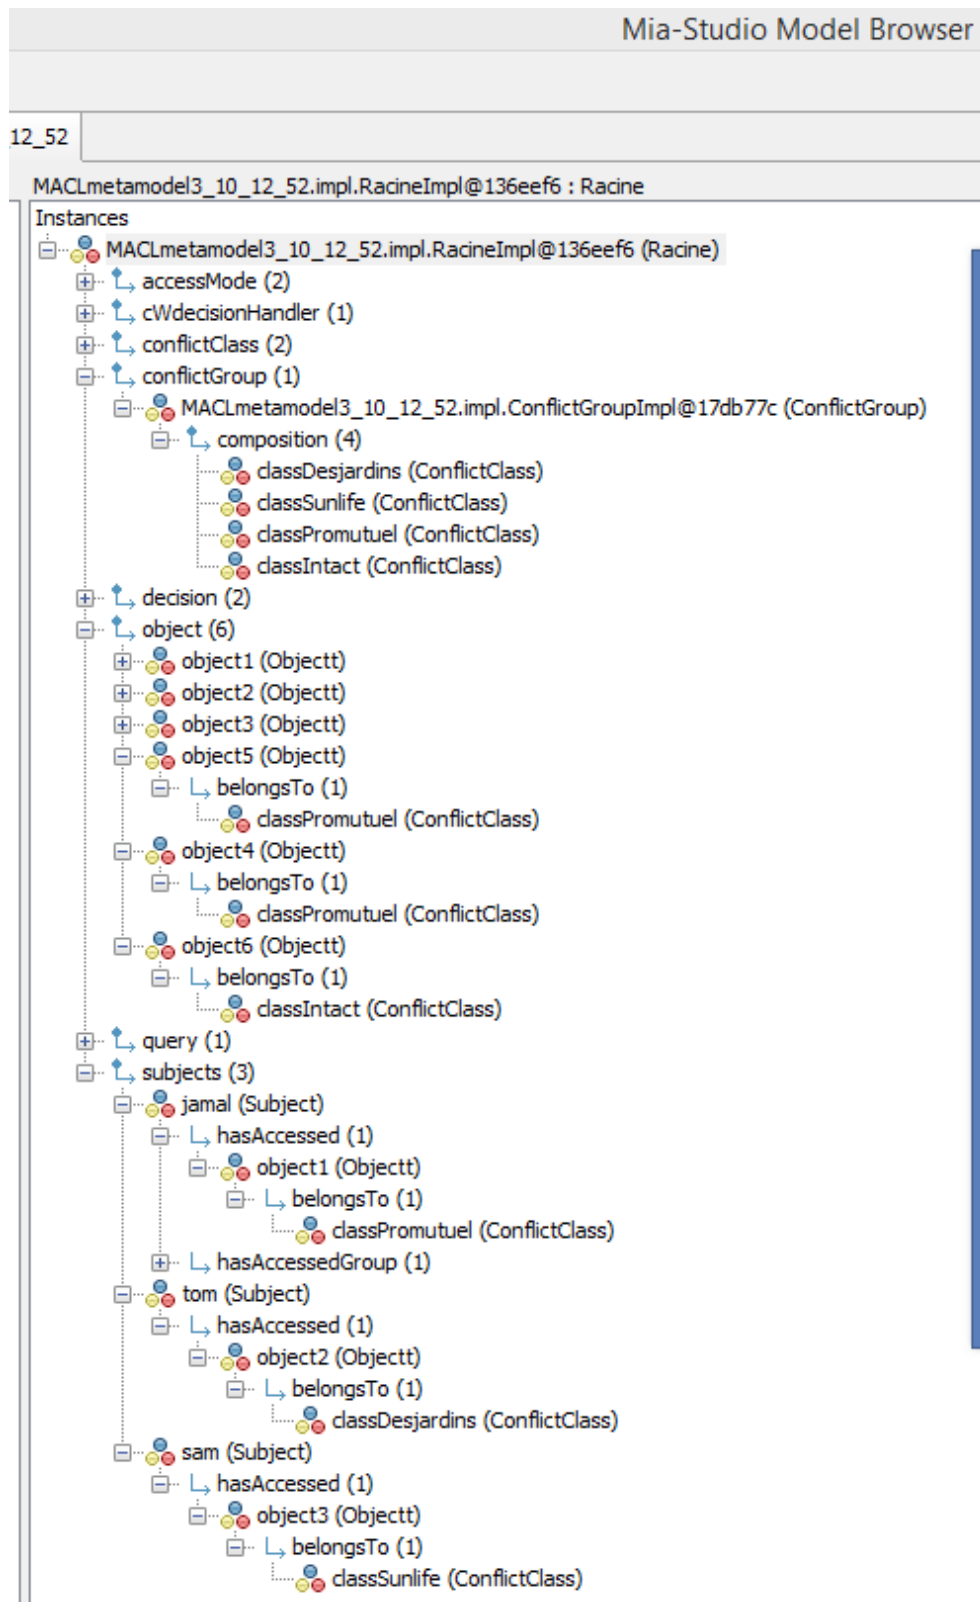 Mia-Studio Model Browser
12_52
MACLmetamodel3_10_12_52.impl.RacineImpl@136eef6 : Racine
Instances
MACLmetamodel3_10_12_52.impl.RacineImpl@136eef6 (Racine)
accessMode (2)
cWdecisionHandler (1)
conflictClass (2)
conflictGroup (1)
MACLmetamodel3_10_12_52.impl.ConflictGroupImpl@17db77c (ConflictGroup)
composition (4)
classDesjardins (ConflictClass)
classSunlife (ConflictClass)
classPromutuel (ConflictClass)
classIntact (ConflictClass)
decision (2)
object (6)
object1 (Objectt)
object2 (Objectt)
object3 (Objectt)
object5 (Objectt)
belongsTo (1)
classPromutuel (ConflictClass)
object4 (Objectt)
belongsTo (1)
classPromutuel (ConflictClass)
object6 (Objectt)
belongsTo (1)
classIntact (ConflictClass)
query (1)
subjects (3)
jamal (Subject)
hasAccessed (1)
object1 (Objectt)
belongsTo (1)
classPromutuel (ConflictClass)
hasAccessedGroup (1)
tom (Subject)
hasAccessed (1)
object2 (Objectt)
belongsTo (1)
classDesjardins (ConflictClass)
sam (Subject)
hasAccessed (1)
object3 (Objectt)
belongsTo (1)
classSunlife (ConflictClass)